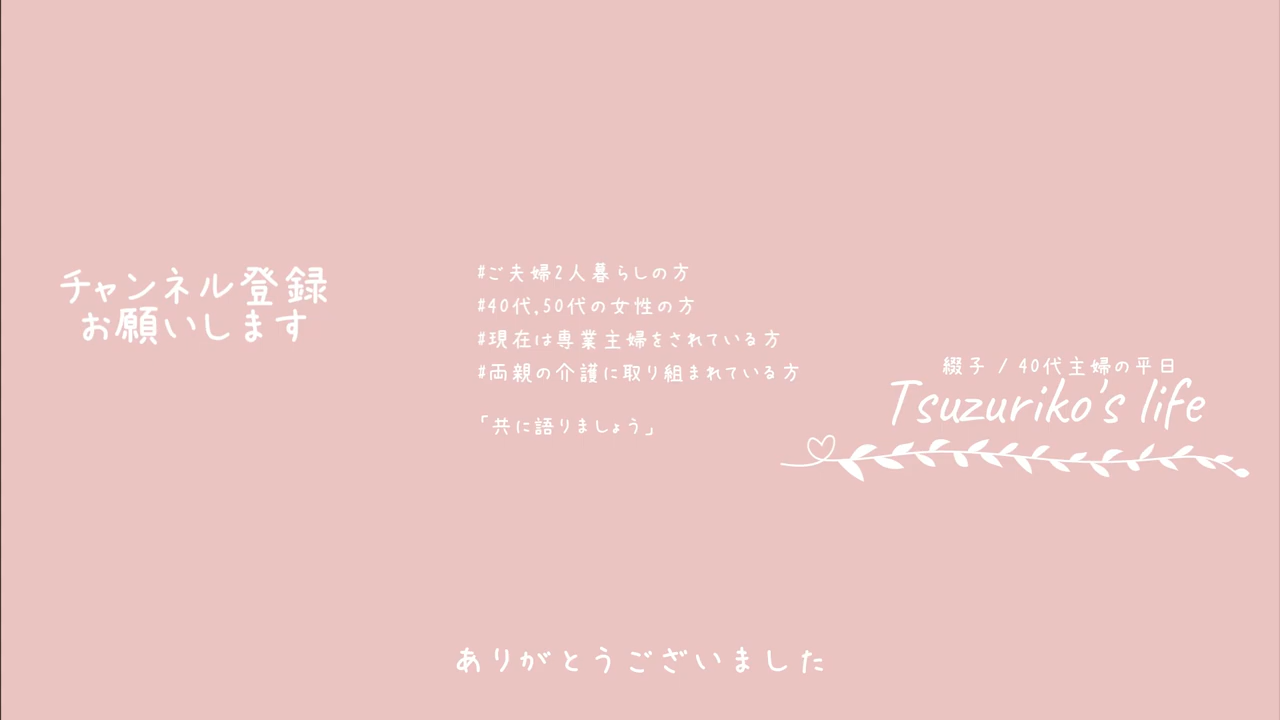 チャンネル登録
お願いします
#ご夫婦2人暮らしの方
#40代,50代の女性の方
#現在は専業主婦をされている方
#両親の介護に取り組まれている方
「共に語りましょう」
綴子 / 40代主婦の平日
Tsuzuriko's life
ありがとうございました